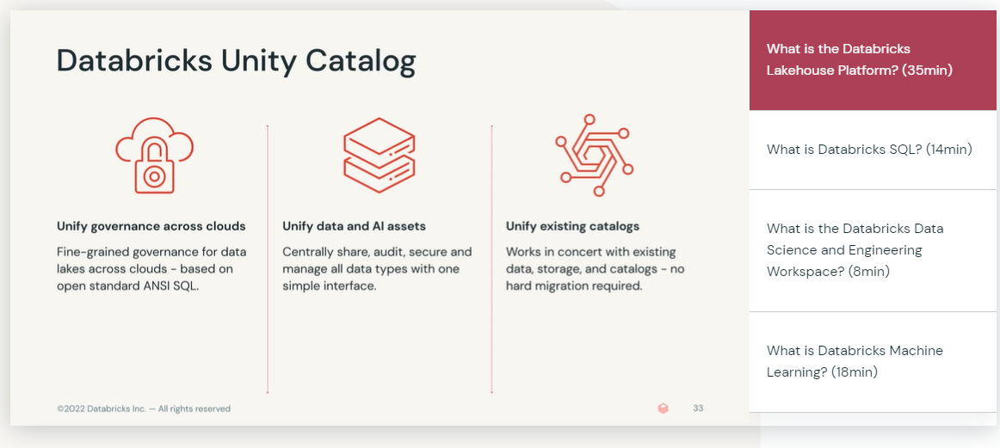 Databricks Unity Catalog
Unify governance across clouds
Fine-grained governance for data
lakes across clouds - based on
open standard ANSI SQL.
Unify data and AI assets
Centrally share, audit, secure and
manage all data types with one
simple interface.
Unify existing catalogs
Works in concert with existing
data, storage, and catalogs - no
hard migration required.
©2022 Databricks Inc. — All rights reserved
33
What is the Databricks
Lakehouse Platform? (35min)
What is Databricks SQL? (14min)
What is the Databricks Data
Science and Engineering
Workspace? (8min)
What is Databricks Machine
Learning? (18min)